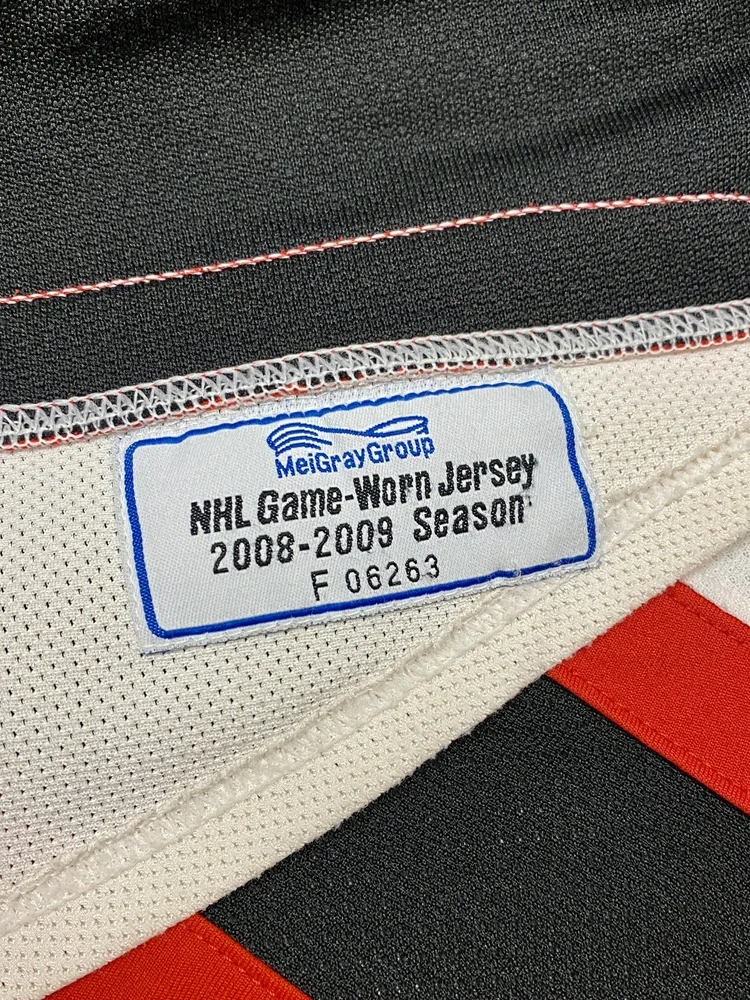 MeiGrayGroup
NHL Game-Worn Jersey
2008-2009 Season
F 06263